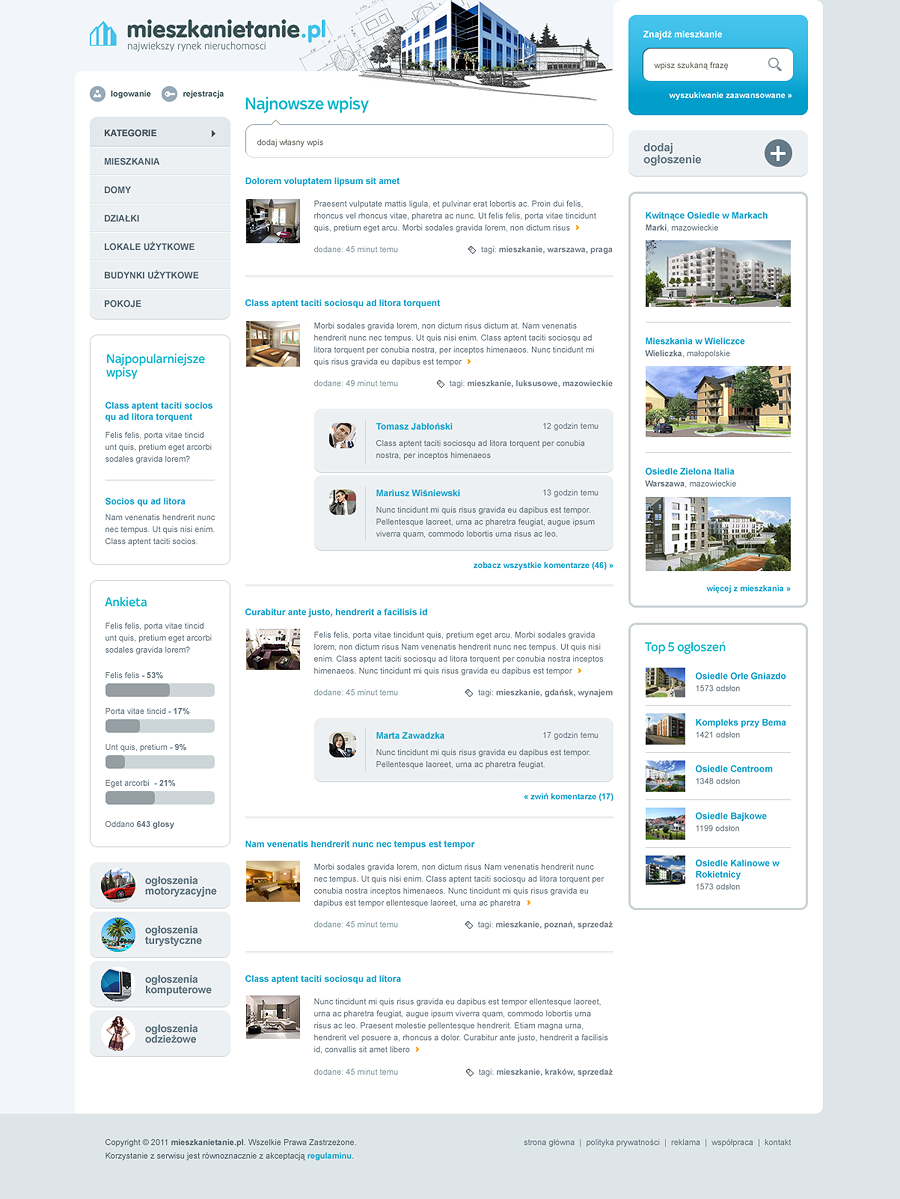 mieszkanietanie.pl
największy rynek nieruchomosci
logowanie
rejestracja
KATEGORIE
MIESZKANIA
DOMY
DZIAŁKI
LOKALE UŻYTKOWE
BUDYNKI UŻYTKOWE
POKOJE
Najpopularniejsze
wpisy
Class aptent taciti socios
qu ad litora torquent
Felis felis, porta vitae tincid
unt quis, pretium eget arcorbi
sodales gravida lorem?
Socios qu ad litora
Nam venenatis hendrerit nunc
nec tempus. Ut quis nisi enim.
Class aptent taciti socios.
Ankieta
Felis felis, porta vitae tincid
unt quis, pretium eget arcorbi
sodales gravida lorem?
Felis felis - 53%
Porta vitae tincid - 17%
Unt quis, pretium - 9%
Eget arcorbi - 21%
Oddano 643 głosy
ogłoszenia
motoryzacyjne
ogłoszenia
turystyczne
ogłoszenia
komputerowe
ogłoszenia
odzieżowe
Najnowsze wpisy
dodaj własny wpis
Dolorem voluptatem lipsum sit amet
Praesent vulputate mattis ligula, et pulvinar erat lobortis ac. Proin dui felis,
rhoncus vel rhoncus vitae, pharetra ac nunc. Ut felis felis, porta vitae tincidunt
quis, pretium eget arcu. Morbi sodales gravida lorem, non dictum risus
dodane: 45 minut temu
tagi: mieszkanie, warszawa, praga
Class aptent taciti sociosqu ad litora torquent
Morbi sodales gravida lorem, non dictum risus dictum at. Nam venenatis
hendrerit nunc nec tempus. Ut quis nisi enim. Class aptent taciti sociosqu ad
litora torquent per conubia nostra, per inceptos himenaeos. Nunc tincidunt mi
quis risus gravida eu dapibus est tempor
dodane: 49 minut temu
tagi: mieszkanie, luksusowe, mazowieckie
Tomasz Jabłoński
12 godzin temu
Class aptent taciti sociosqu ad litora torquent per conubia
nostra, per inceptos himenaeos
Mariusz Wiśniewski
13 godzin temu
Nunc tincidunt mi quis risus gravida eu dapibus est tempor.
Pellentesque laoreet, urna ac pharetra feugiat, augue ipsum
viverra quam, commodo lobortis urna risus ac leo.
zobacz wszystkie komentarze (46) »
Curabitur ante justo, hendrerit a facilisis id
Felis felis, porta vitae tincidunt quis, pretium eget arcu. Morbi sodales gravida
lorem, non dictum risus Nam venenatis hendrerit nunc nec tempus. Ut quis nisi
enim. Class aptent taciti sociosqu ad litora torquent per conubia nostra inceptos
himenaeos. Nunc tincidunt mi quis risus gravida eu dapibus est tempor
dodane: 45 minut temu
tagi: mieszkanie, gdańsk, wynajem
Marta Zawadzka
17 godzin temu
Nunc tincidunt mi quis risus gravida eu dapibus est tempor.
Pellentesque laoreet, urna ac pharetra feugiat.
« zwiń komentarze (17)
Nam venenatis hendrerit nunc nec tempus est tempor
Morbi sodales gravida lorem, non dictum risus Nam venenatis hendrerit nunc
nec tempus. Ut quis nisi enim. Class aptent taciti sociosqu ad litora torquent per
conubia nostra inceptos himenaeos. Nunc tincidunt mi quis risus gravida eu
dapibus est tempor ellentesque laoreet, urna ac pharetra
dodane: 45 minut temu
tagi: mieszkanie, poznań, sprzedaż
Class aptent taciti sociosqu ad litora
Nunc tincidunt mi quis risus gravida eu dapibus est tempor ellentesque laoreet,
urna ac pharetra feugiat, augue ipsum viverra quam, commodo lobortis urna
risus ac leo. Praesent molestie pellentesque hendrerit. Etiam magna urna,
hendrerit vel posuere a, rhoncus a dolor. Curabitur ante justo, hendrerit a facilisis
id, convallis sit amet libero
dodane: 45 minut temu
tagi: mieszkanie, kraków, sprzedaż
Znajdź mieszkanie
wpisz szukaną frazę
wyszukiwanie zaawansowane »
dodaj
ogłoszenie
Kwitnące Osiedle w Markach
Marki, mazowieckie
Mieszkania w Wieliczce
Wieliczka, małopolskie
Osiedle Zielona Italia
Warszawa, mazowieckie
więcej z mieszkania »
Top 5 ogłoszeń
Osiedle Orle Gniazdo
1573 odsłon
Kompleks przy Bema
1421 odsłon
Osiedle Centroom
1348 odsłon
Osiedle Bajkowe
1199 odsłon
Osiedle Kalinowe w
Rokietnicy
1573 odsłon
Copyright © 2011 mieszkanietanie.pl. Wszelkie Prawa Zastrzeżone.
Korzystanie z serwisu jest równoznacznie z akceptacją regulaminu.
strona główna | polityka prywatności | reklama | współpraca | kontakt